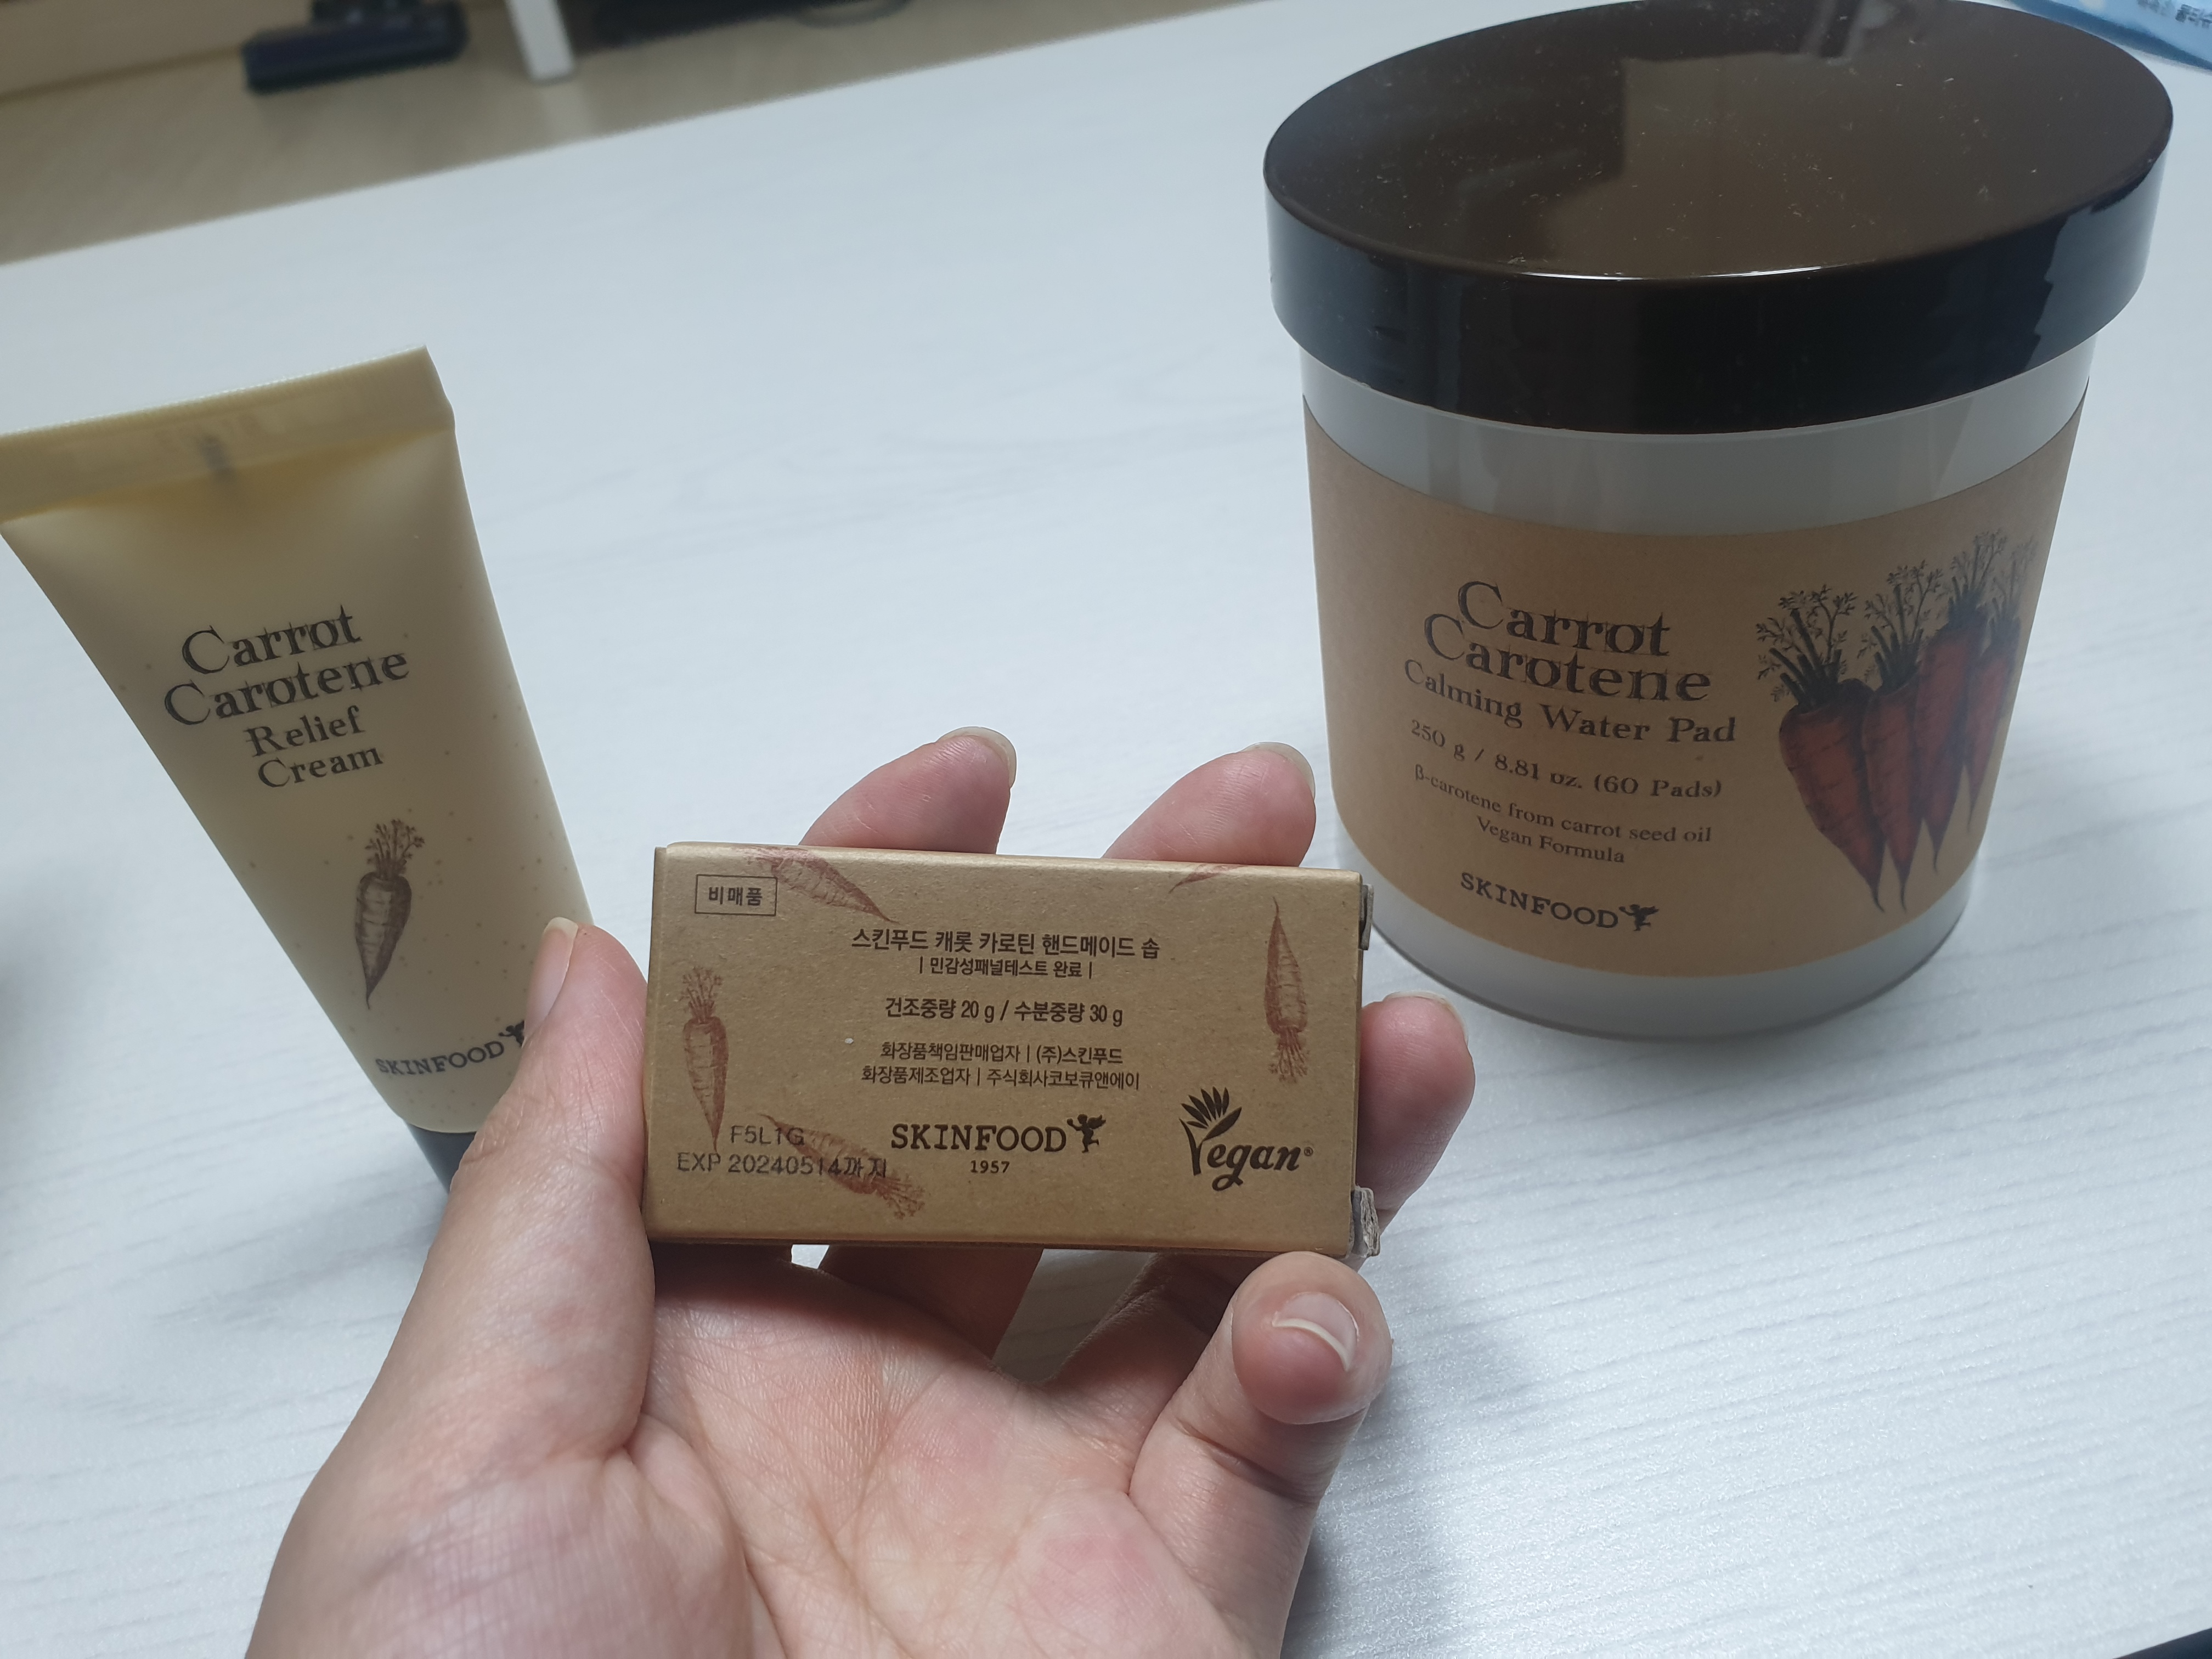 Carrot
Carotene
Relief
Cream
SKINFOOD
Carrot
Carotene
Calming Water Pad
250 g / 8.81 oz. (60 Pads)
β-carotene from carrot seed oil
Vegan Formula
SKINFOOD
비매품
스킨푸드 캐롯 카로틴 핸드메이드 솝
| 민감성패널테스트 완료 |
건조중량 20 g / 수분중량 30 g
화장품책임판매업자 | (주)스킨푸드
화장품제조업자 | 주식회사코보큐앤에이
F5L1G
EXP 20240514까지
SKINFOOD
1957
Vegan®